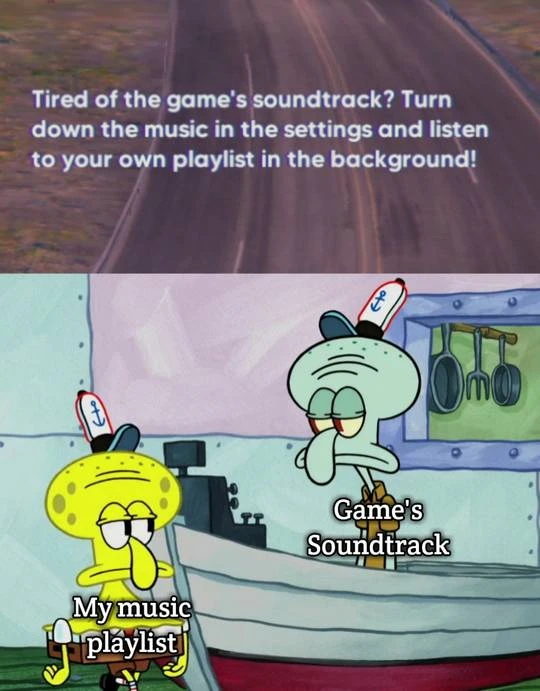 Tired of the game's soundtrack? Turn
down the music in the settings and listen
to your own playlist in the background!
Game's
Soundtrack
My music
playlist